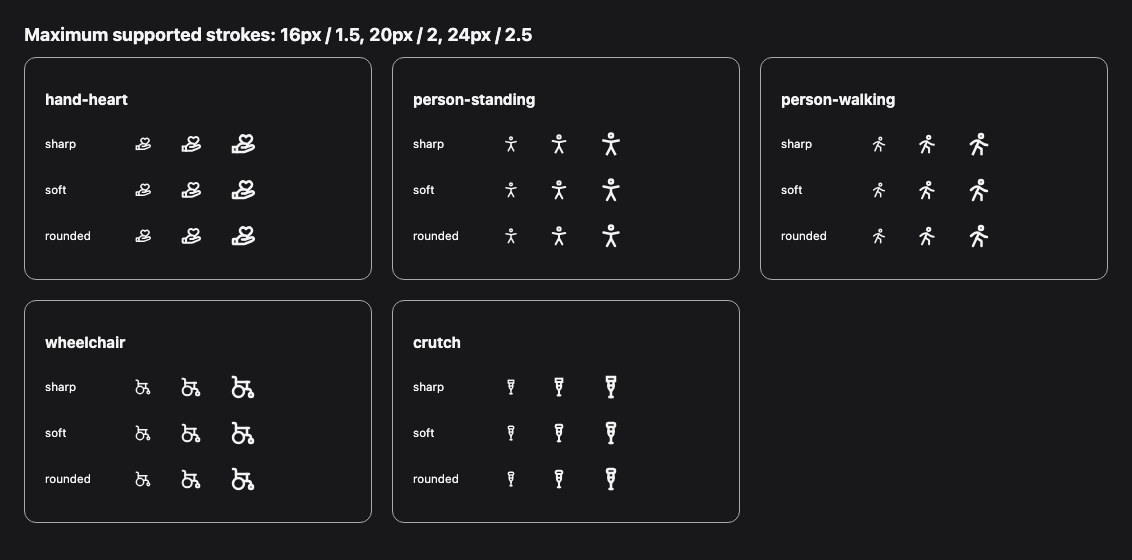 Maximum supported strokes: 16px / 1.5, 20px / 2, 24px / 2.5
hand-heart
sharp
soft
rounded
person-standing
sharp
soft
rounded
person-walking
sharp
soft
rounded
wheelchair
sharp
soft
rounded
crutch
sharp
soft
rounded